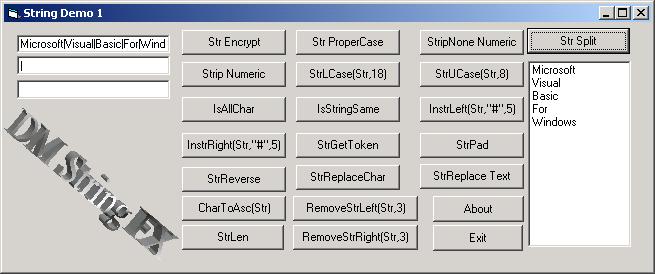 String Demo 1
Microsoft|Visual|Basic|For|Wind
|
Str Encrypt
Str ProperCase
StripNone Numeric
Str Split
Strip Numeric
StrLCase(Str,18)
StrUCase(Str,8)
Microsoft
Visual
Basic
For
Windows
IsAllChar
IsStringSame
InstrLeft(Str,"#",5)
InstrRight(Str,"#",5)
StrGetToken
StrPad
StrReverse
StrReplaceChar
StrReplace Text
CharToAsc(Str)
RemoveStrLeft(Str,3)
About
StrLen
RemoveStrRight(Str,3)
Exit
DM String FX